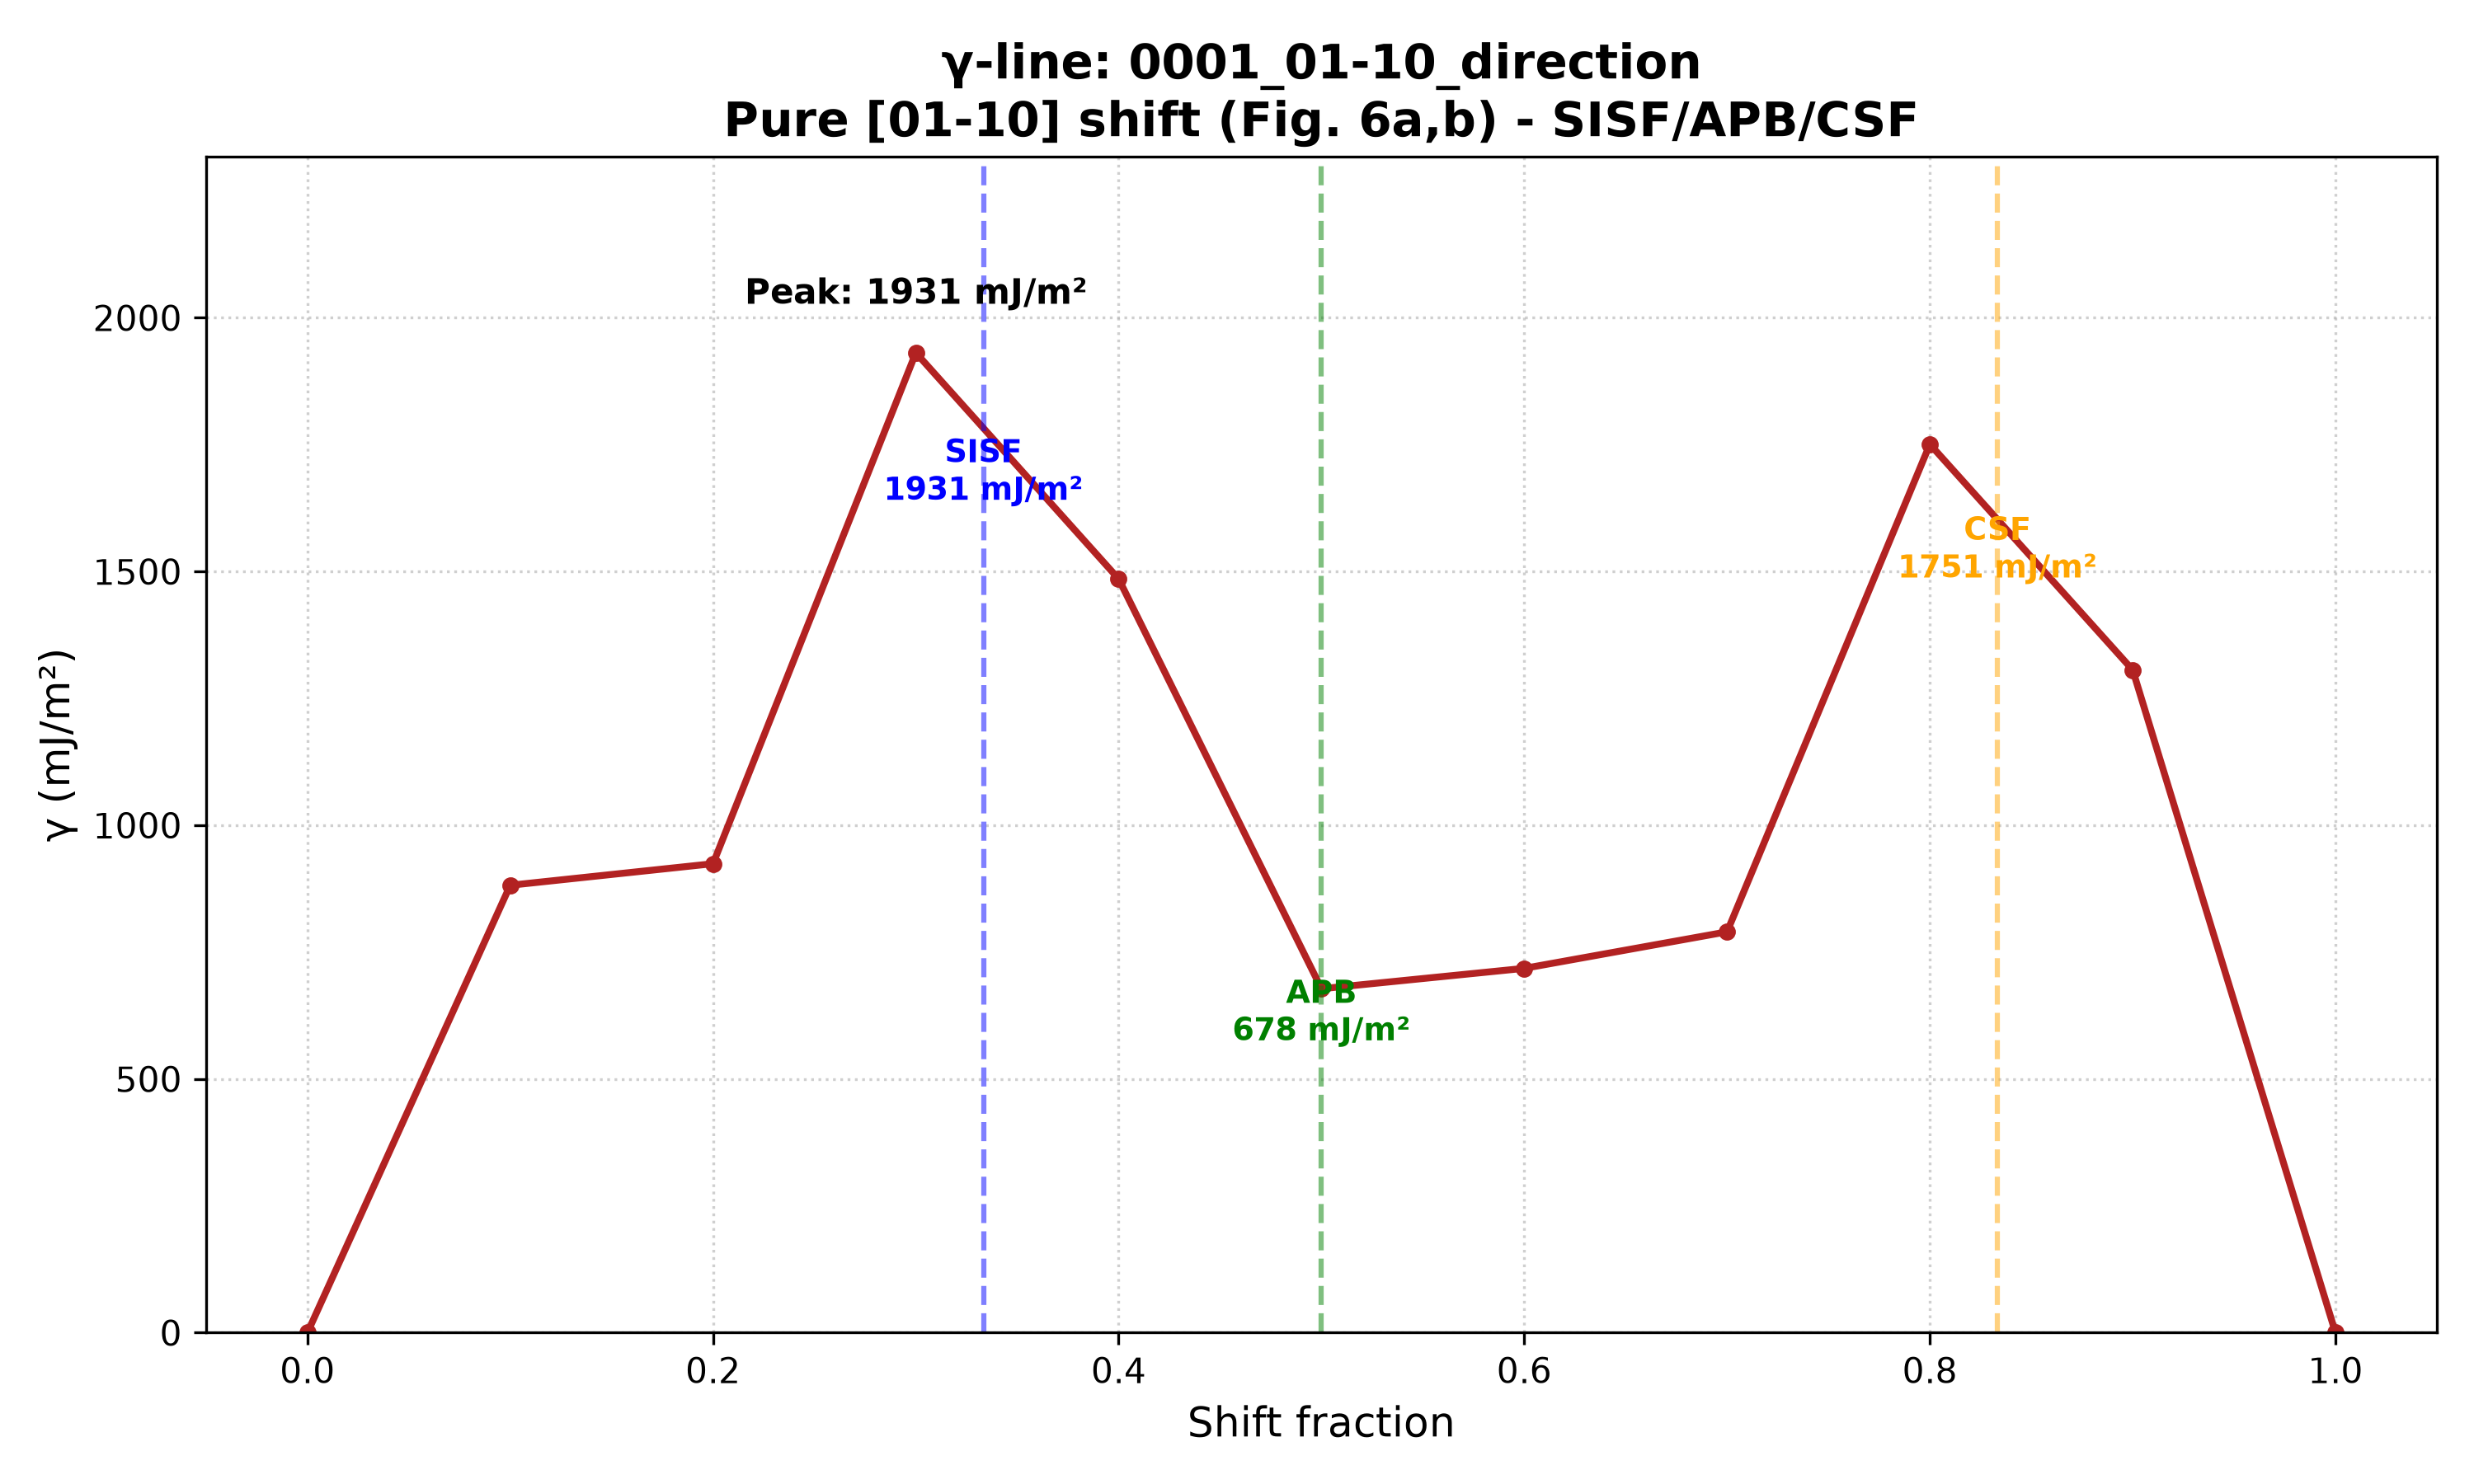 γ-line: 0001_01-10_direction
Pure [01-10] shift (Fig. 6a,b) - SISF/APB/CSF
Peak: 1931 mJ/m²
SISF
1931 mJ/m²
CSF
1751 mJ/m²
APB
678 mJ/m²
γ (mJ/m²)
2000
1500
1000
500
0
0.0 0.2 0.4 0.6 0.8 1.0
Shift fraction